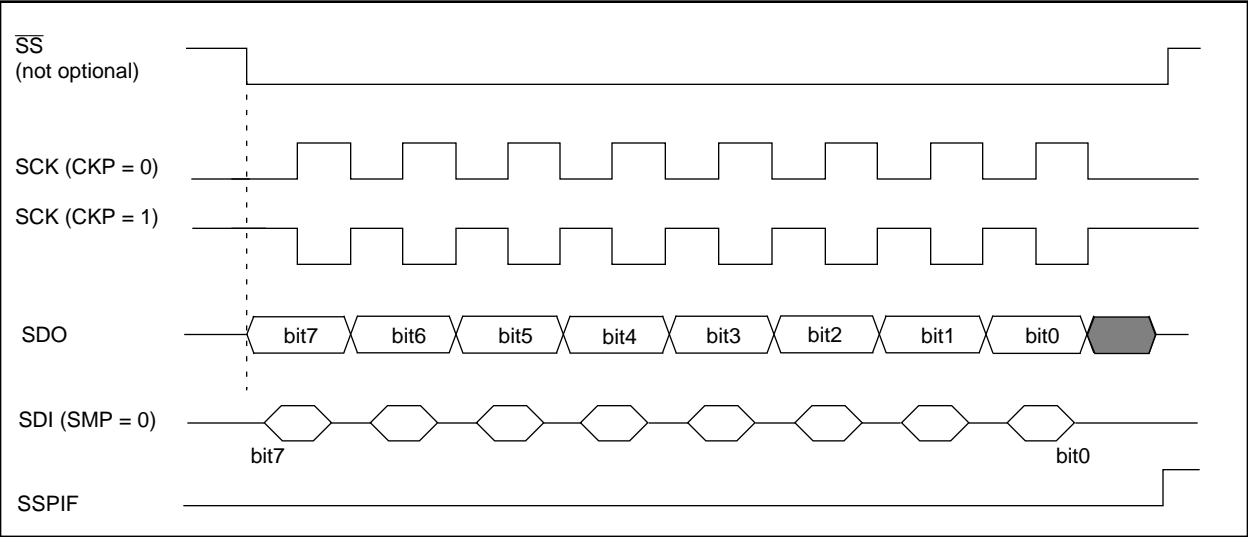 SS
(not optional)
SCK (CKP = 0)
SCK (CKP = 1)
SDO
bit7 bit6 bit5 bit4 bit3 bit2 bit1 bit0
SDI (SMP = 0)
bit7 bit0
SSPIF